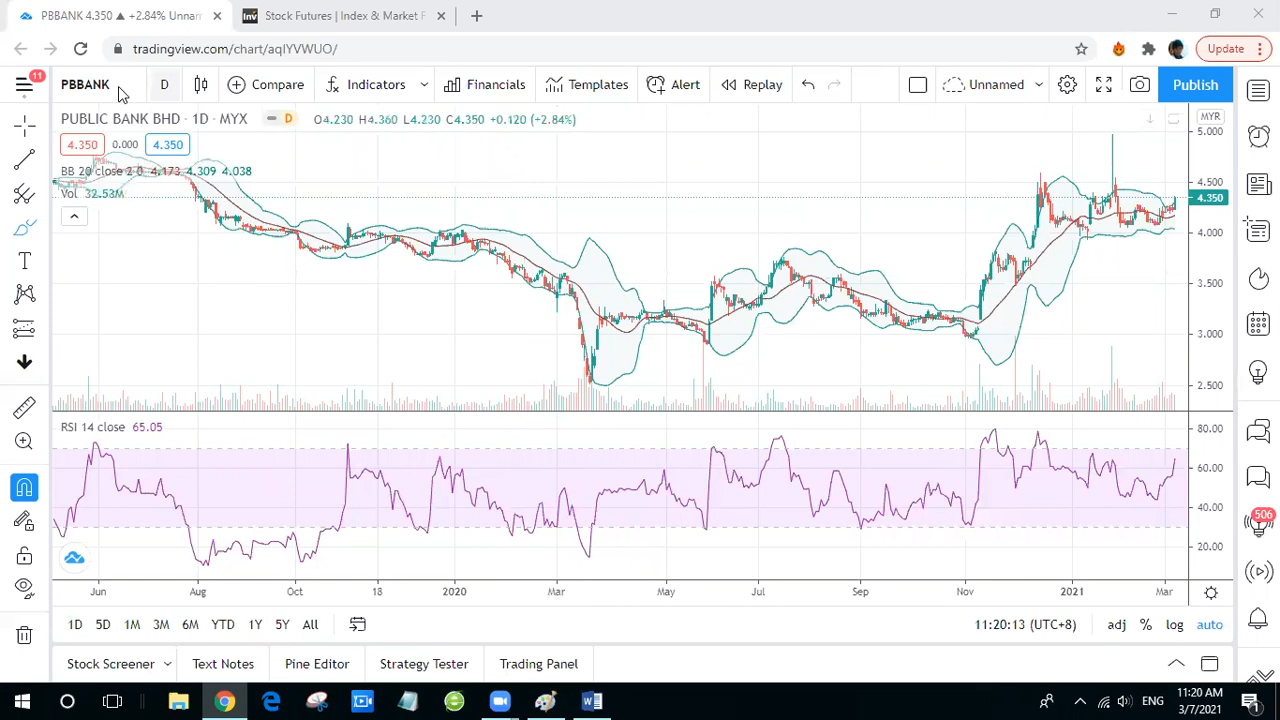 PBBANK 4.350 ▲ +2.84% Unnam
Inv Stock Futures | Index & Market F
tradingview.com/chart/aqIYVWUO/
Update
11
PBBANK D Compare Indicators Financials Templates Alert Replay Unnamed Publish
PUBLIC BANK BHD · 1D · MYX D O4.230 H4.360 L4.230 C4.350 +0.120 (+2.84%)
MYR
4.350 0.000 4.350
BB 20 close 2 0 4.173 4.309 4.038
Vol 32.53M
5.000
4.500
4.350
4.000
3.500
3.000
2.500
RSI 14 close 65.05
80.00
60.00
40.00
20.00
506
Jun Aug Oct 18 2020 Mar May Jul Sep Nov 2021 Mar
1D 5D 1M 3M 6M YTD 1Y 5Y All 11:20:13 (UTC+8) adj % log auto
Stock Screener Text Notes Pine Editor Strategy Tester Trading Panel
ENG
11:20 AM
3/7/2021
1